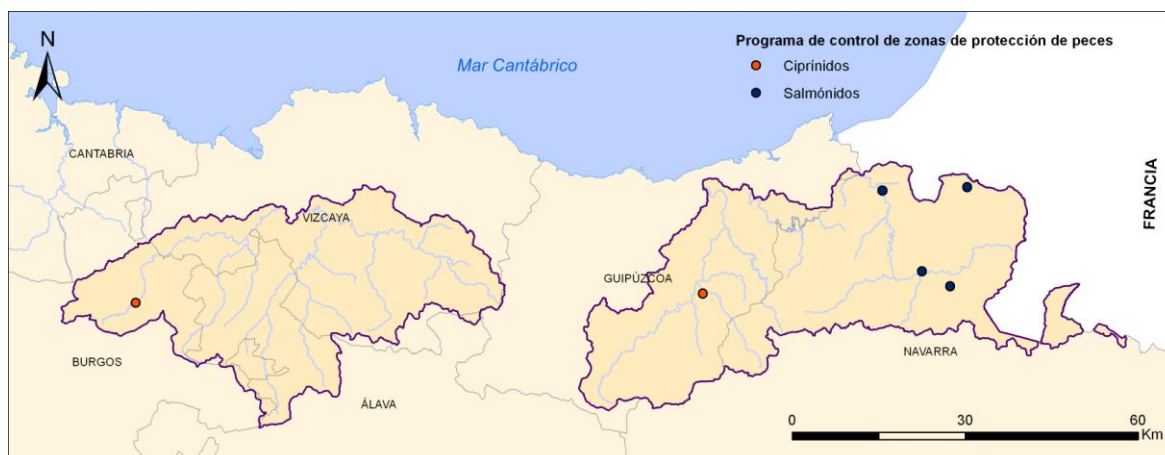 N
Mar Cantábrico
Programa de control de zonas de protección de peces
Ciprínidos
Salmónidos
CANTABRIA
FRANCIA
VIZCAYA
GUIPÚZCOA
BURGOS
NAVARRA
ÁLAVA
0 30 60
Km